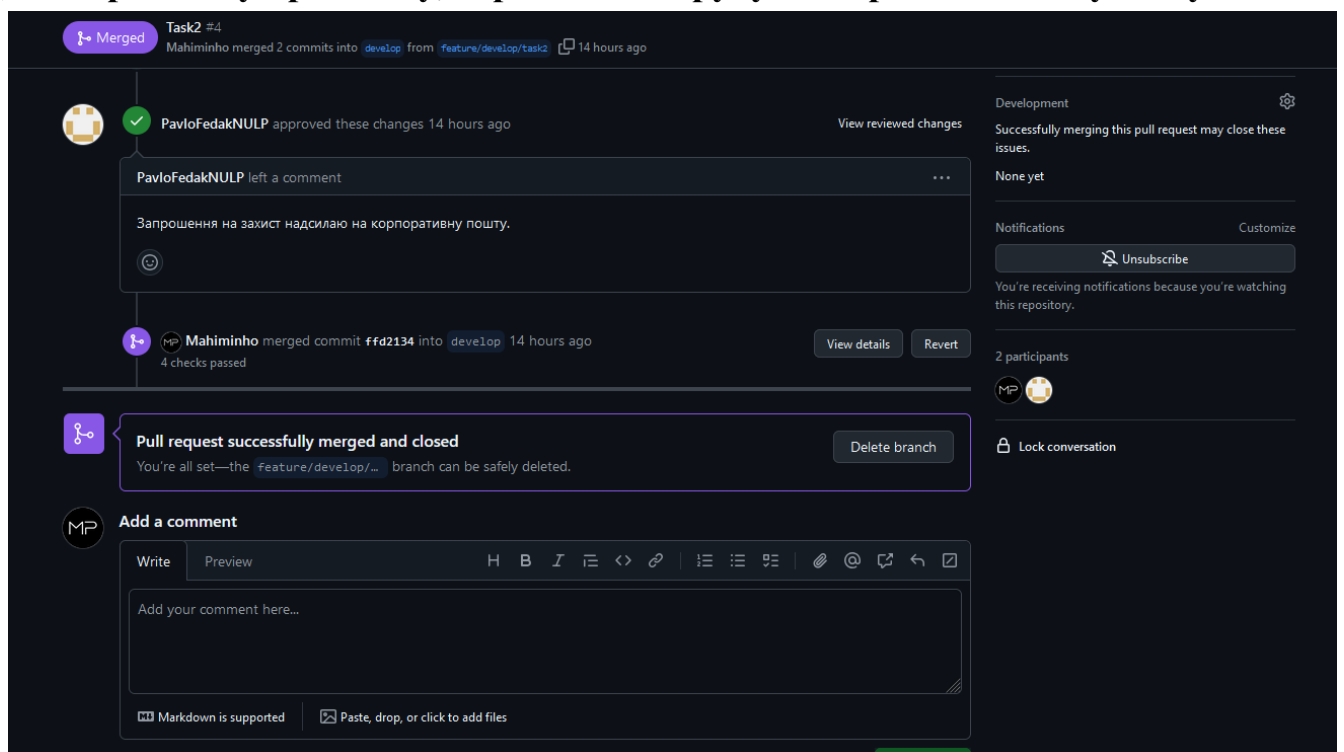 Merged
Task2 #4
Mahiminho merged 2 commits into develop from feature/develop/task2 14 hours ago
PavloFedakNULP approved these changes 14 hours ago
View reviewed changes
PavloFedakNULP left a comment
Запрошення на захист надсилаю на корпоративну пошту.
MP Mahiminho merged commit ffd2134 into develop 14 hours ago
4 checks passed
View details
Revert
Pull request successfully merged and closed
You're all set—the feature/develop/… branch can be safely deleted.
Delete branch
MP
Add a comment
Write
Preview
H B I
Add your comment here...
Markdown is supported
Paste, drop, or click to add files
Development
Successfully merging this pull request may close these
issues.
None yet
Notifications
Customize
Unsubscribe
You're receiving notifications because you're watching
this repository.
2 participants
MP
Lock conversation